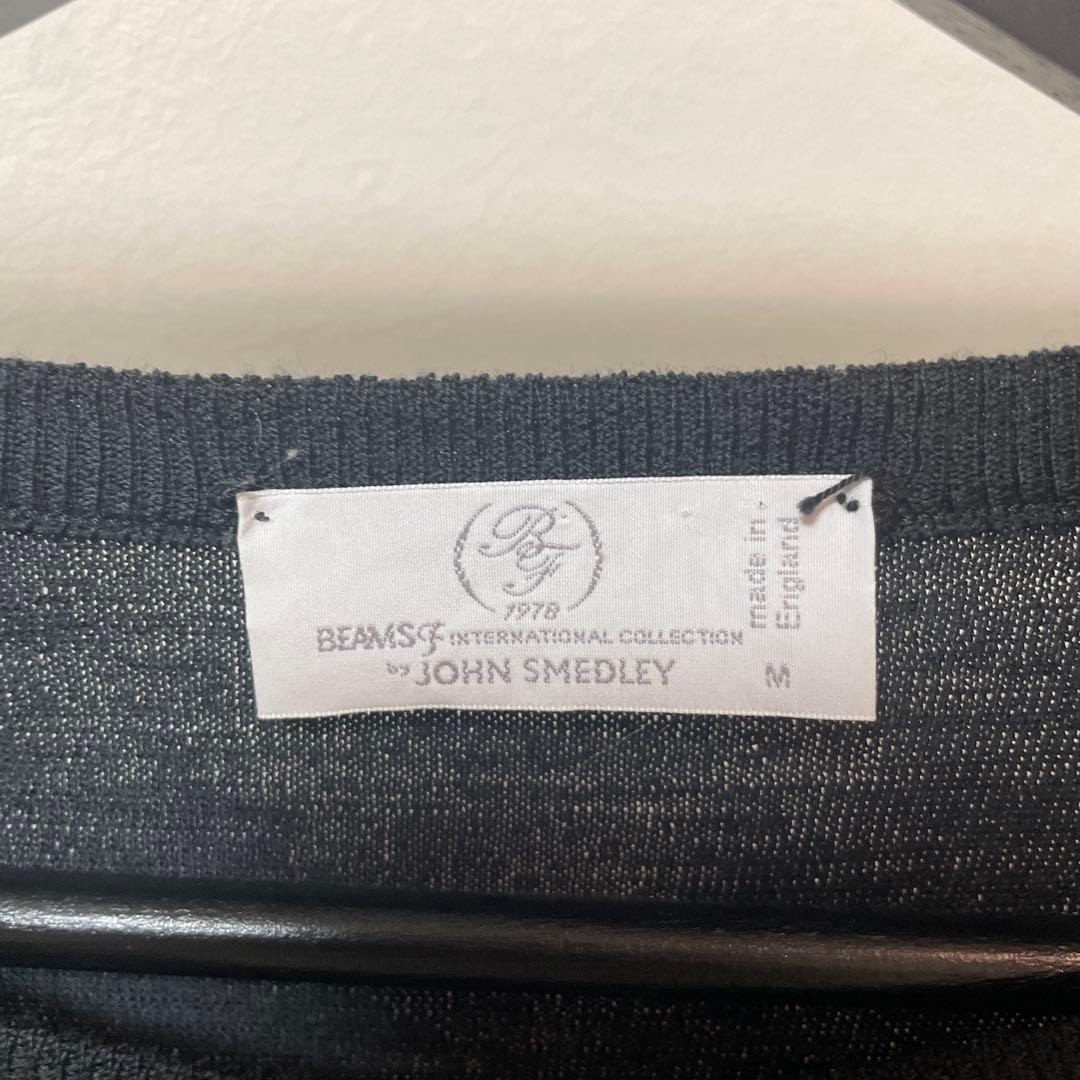 BF
1978
BEAMS F INTERNATIONAL COLLECTION
by JOHN SMEDLEY
made in
England
M